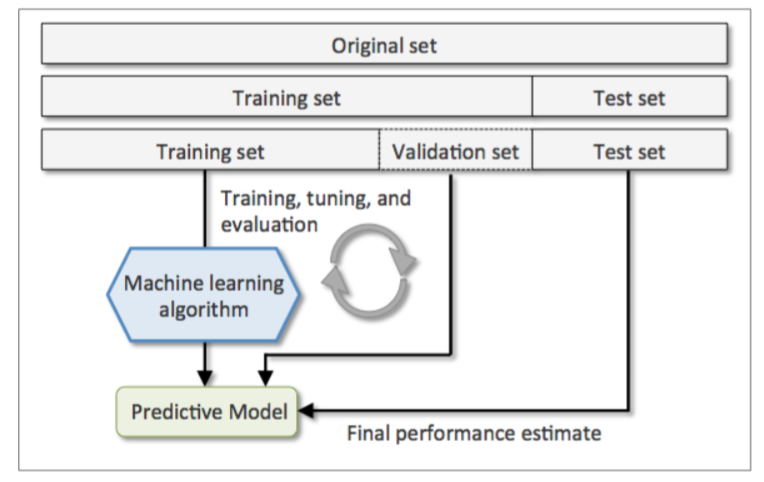 Original set
Training set Test set
Training set Validation set Test set
Training, tuning, and
evaluation
Machine learning
algorithm
Predictive Model
Final performance estimate